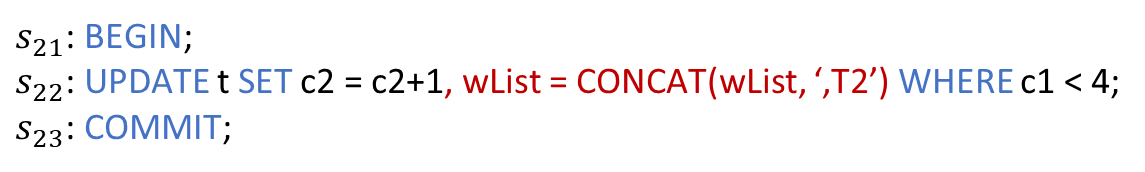 s21: BEGIN;
s22: UPDATE t SET c2 = c2+1, wList = CONCAT(wList, ‘,T2’) WHERE c1 < 4;
s23: COMMIT;